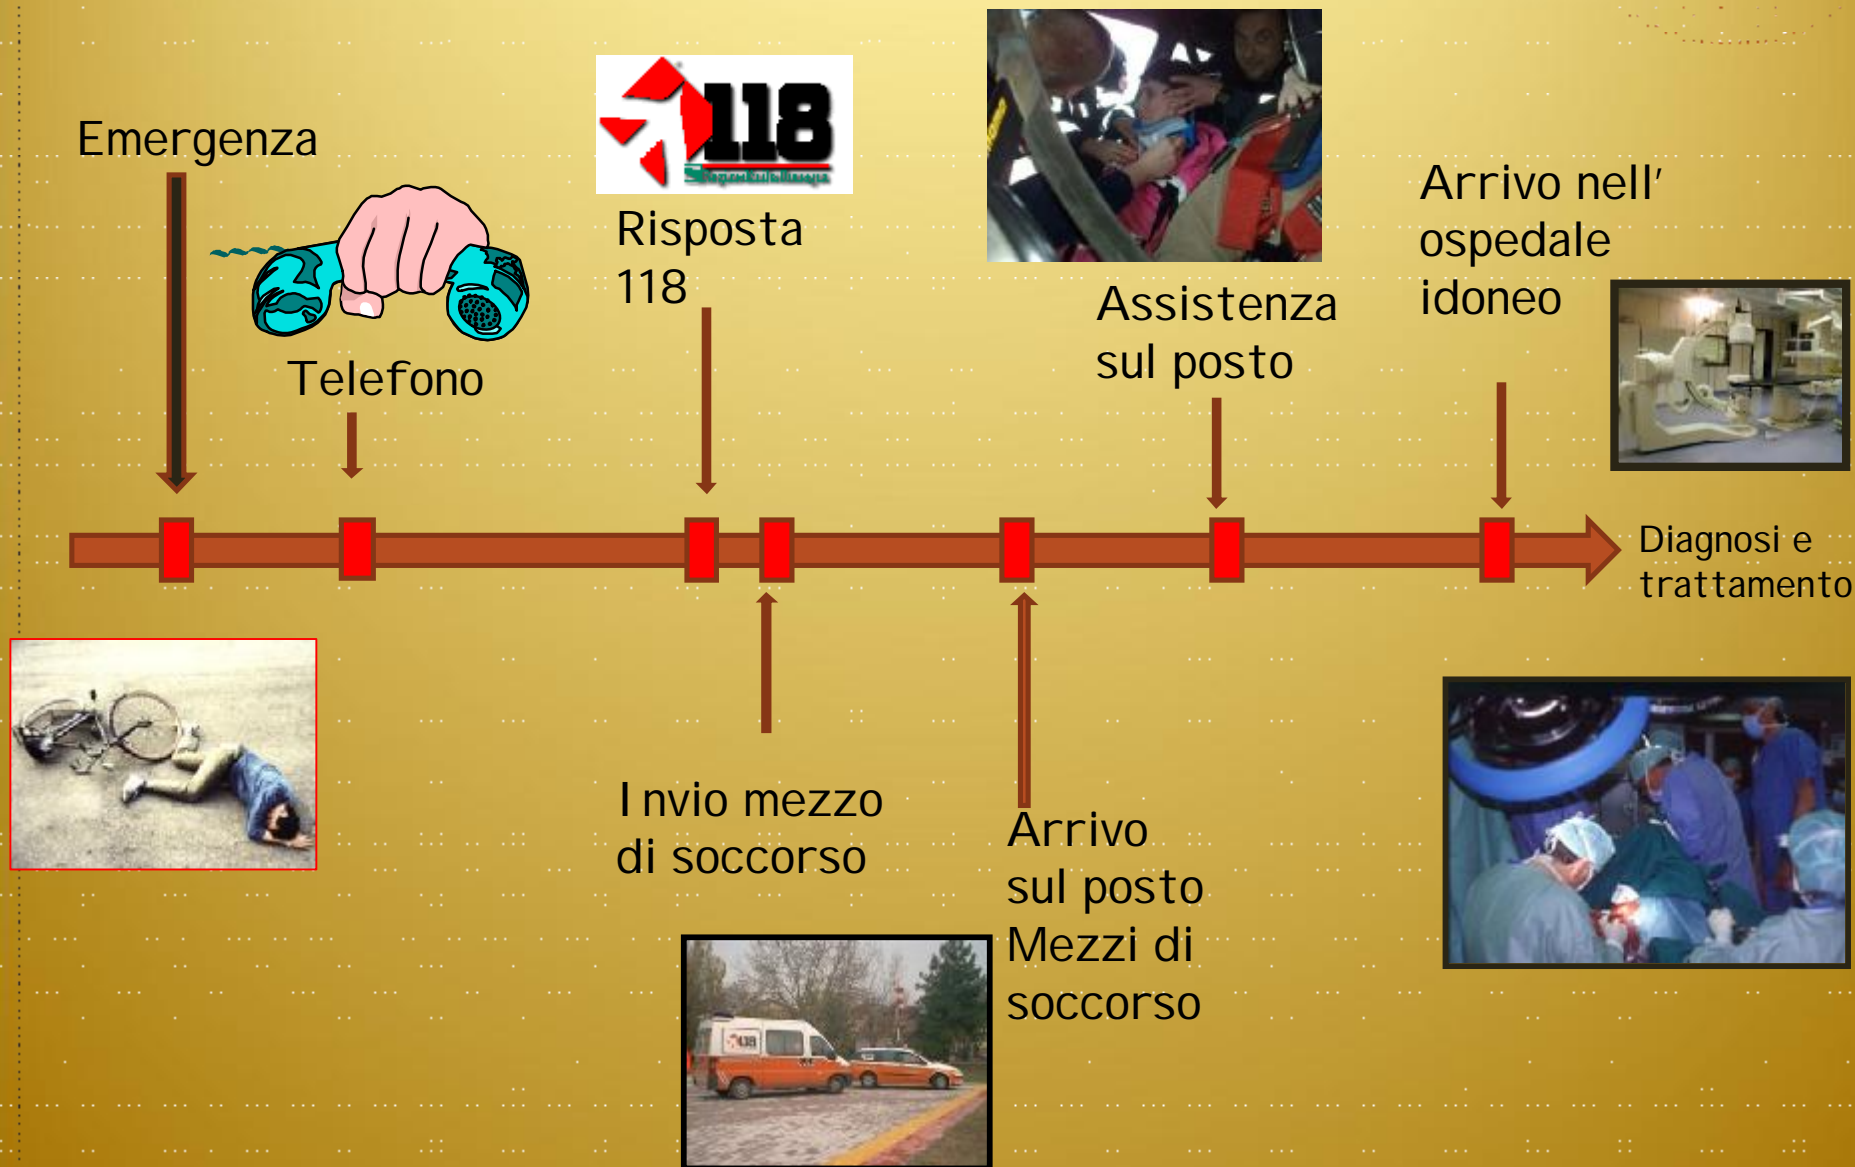 Emergenza
Telefono
118
Risposta
118
Assistenza
sul posto
Arrivo nell'
ospedale
idoneo
Diagnosi e
trattamento
Invio mezzo
di soccorso
Arrivo
sul posto
Mezzi di
soccorso
118